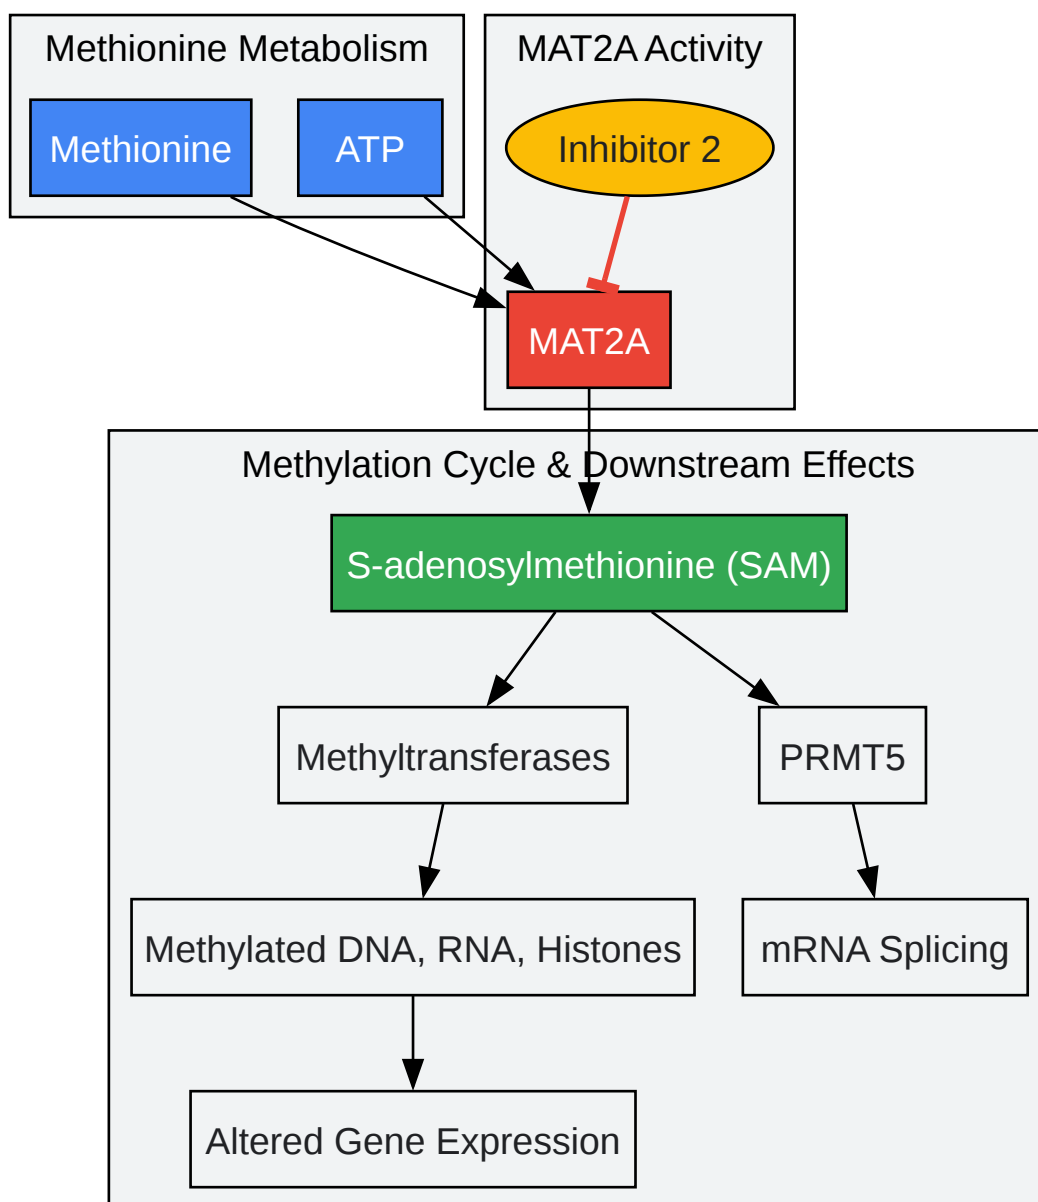 Methionine Metabolism
MAT2A Activity
Methionine
ATP
Inhibitor 2
MAT2A
Methylation Cycle & Downstream Effects
S-adenosylmethionine (SAM)
Methyltransferases
PRMT5
Methylated DNA, RNA, Histones
mRNA Splicing
Altered Gene Expression